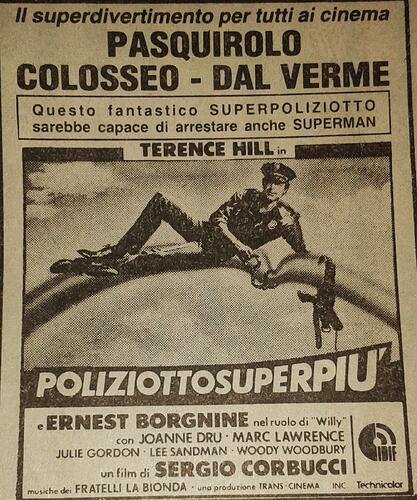 Il superdivertimento per tutti ai cinema
PASQUIROLO
COLOSSEO - DAL VERME
Questo fantastico SUPERPOLIZIOTTO
sarebbe capace di arrestare anche SUPERMAN
TERENCE HILL in
POLIZIOTTOSUPERPIU'
e ERNEST BORGNINE nel ruolo di "Willy"
con JOANNE DRU · MARC LAWRENCE
JULIE GORDON · LEE SANDMAN · WOODY WOODBURY
un film di SERGIO CORBUCCI
IDIF
musiche dei FRATELLI LA BIONDA · una produzione TRANS-CINEMA INC. Technicolor